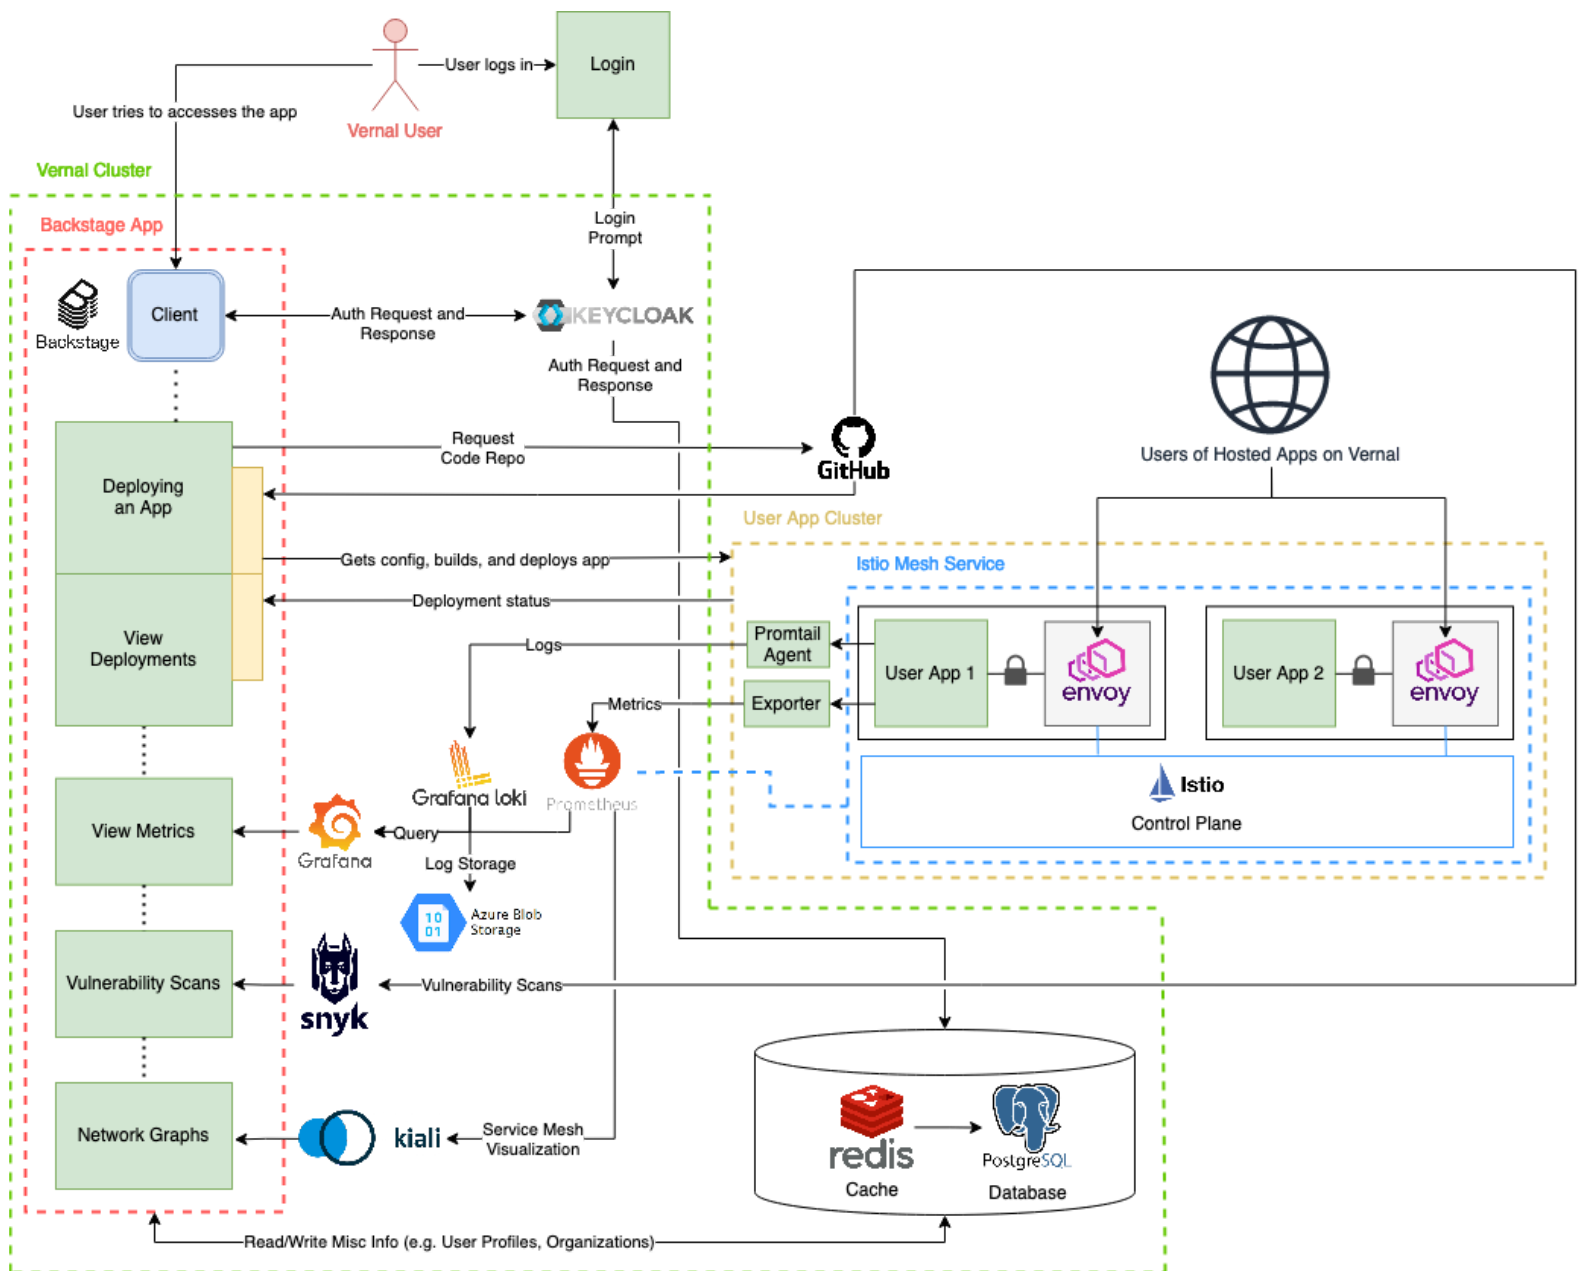 User logs in
Login
User tries to accesses the app
Vernal User
Vernal Cluster
Backstage App
Login
Prompt
Client
Backstage
Auth Request and
Response
KEYCLOAK
Auth Request and
Response
Request
Code Repo
GitHub
Users of Hosted Apps on Vernal
Deploying
an App
User App Cluster
Gets config, builds, and deploys app
Istio Mesh Service
Deployment status
View
Deployments
Logs
Promtail
Agent
User App 1
envoy
User App 2
envoy
Metrics
Exporter
Grafana loki
Prometheus
Istio
Control Plane
View Metrics
Grafana
Query
Log Storage
10
01
Azure Blob
Storage
Vulnerability Scans
snyk
Vulnerability Scans
Network Graphs
kiali
Service Mesh
Visualization
redis
Cache
PostgreSQL
Database
Read/Write Misc Info (e.g. User Profiles, Organizations)